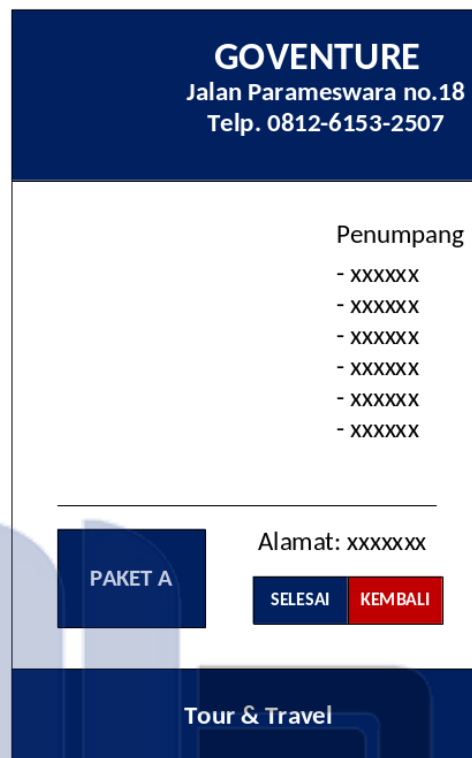 GOVENTURE
Jalan Parameswara no.18
Telp. 0812-6153-2507
Penumpang
- xxxxxx
- xxxxxx
- xxxxxx
- xxxxxx
- xxxxxx
- xxxxxx
PAKET A
Alamat: xxxxxxx
SELESAI KEMBALI
Tour & Travel